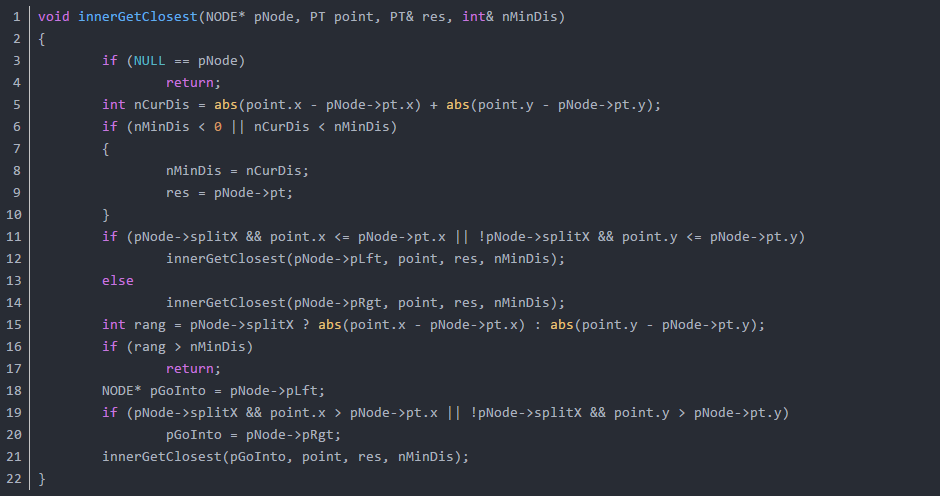 1 void innerGetClosest(NODE* pNode, PT point, PT& res, int& nMinDis)
2 {
3 if (NULL == pNode)
4 return;
5 int nCurDis = abs(point.x - pNode->pt.x) + abs(point.y - pNode->pt.y);
6 if (nMinDis < 0 || nCurDis < nMinDis)
7 {
8 nMinDis = nCurDis;
9 res = pNode->pt;
10 }
11 if (pNode->splitX && point.x <= pNode->pt.x || !pNode->splitX && point.y <= pNode->pt.y)
12 innerGetClosest(pNode->pLft, point, res, nMinDis);
13 else
14 innerGetClosest(pNode->pRgt, point, res, nMinDis);
15 int rang = pNode->splitX ? abs(point.x - pNode->pt.x) : abs(point.y - pNode->pt.y);
16 if (rang > nMinDis)
17 return;
18 NODE* pGoInto = pNode->pLft;
19 if (pNode->splitX && point.x > pNode->pt.x || !pNode->splitX && point.y > pNode->pt.y)
20 pGoInto = pNode->pRgt;
21 innerGetClosest(pGoInto, point, res, nMinDis);
22 }